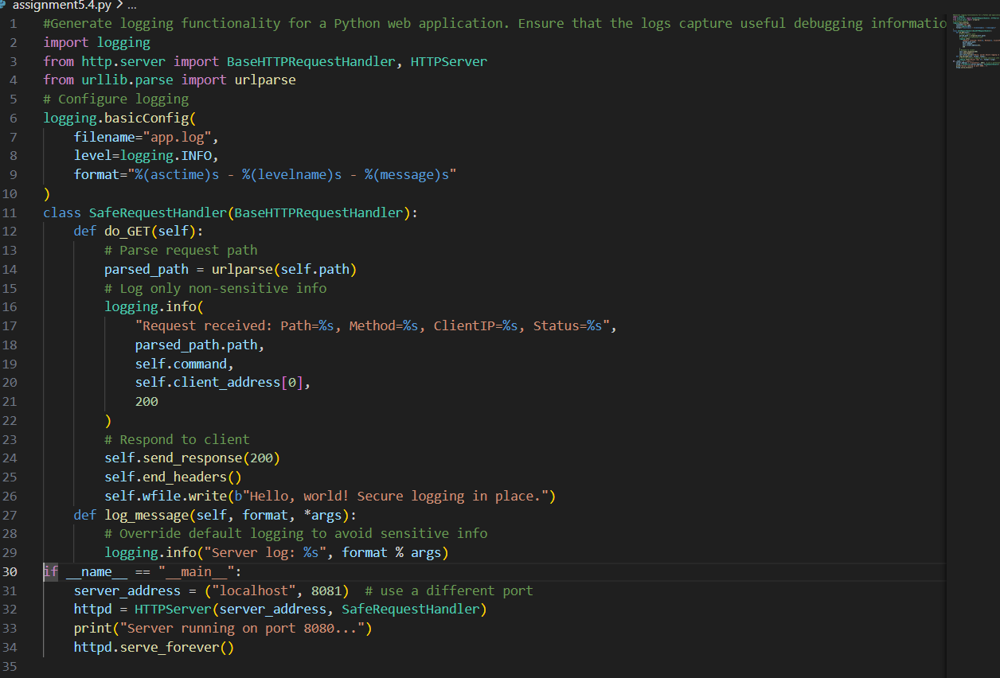 assignment5.4.py > ...
1 #Generate logging functionality for a Python web application. Ensure that the logs capture useful debugging informatio
2 import logging
3 from http.server import BaseHTTPRequestHandler, HTTPServer
4 from urllib.parse import urlparse
5 # Configure logging
6 logging.basicConfig(
7     filename="app.log",
8     level=logging.INFO,
9     format="%(asctime)s - %(levelname)s - %(message)s"
10 )
11 class SafeRequestHandler(BaseHTTPRequestHandler):
12     def do_GET(self):
13         # Parse request path
14         parsed_path = urlparse(self.path)
15         # Log only non-sensitive info
16         logging.info(
17             "Request received: Path=%s, Method=%s, ClientIP=%s, Status=%s",
18             parsed_path.path,
19             self.command,
20             self.client_address[0],
21             200
22         )
23         # Respond to client
24         self.send_response(200)
25         self.end_headers()
26         self.wfile.write(b"Hello, world! Secure logging in place.")
27     def log_message(self, format, *args):
28         # Override default logging to avoid sensitive info
29         logging.info("Server log: %s", format % args)
30 if __name__ == "__main__":
31     server_address = ("localhost", 8081)  # use a different port
32     httpd = HTTPServer(server_address, SafeRequestHandler)
33     print("Server running on port 8080...")
34     httpd.serve_forever()
35